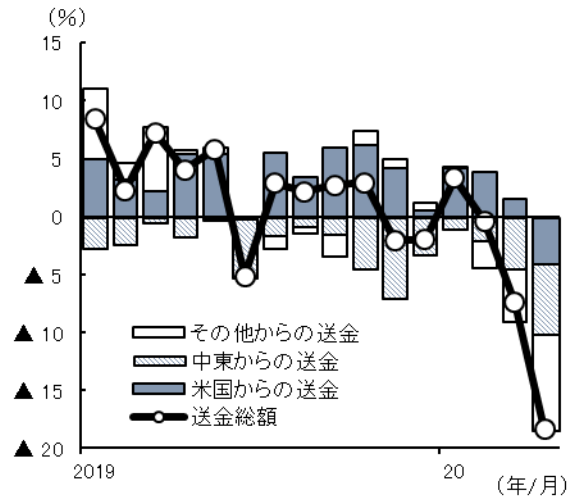 (%)
15
10
5
0
▲ 5
▲ 10
▲ 15
▲ 20
その他からの送金
中東からの送金
米国からの送金
送金総額
2019
20
(年/月)